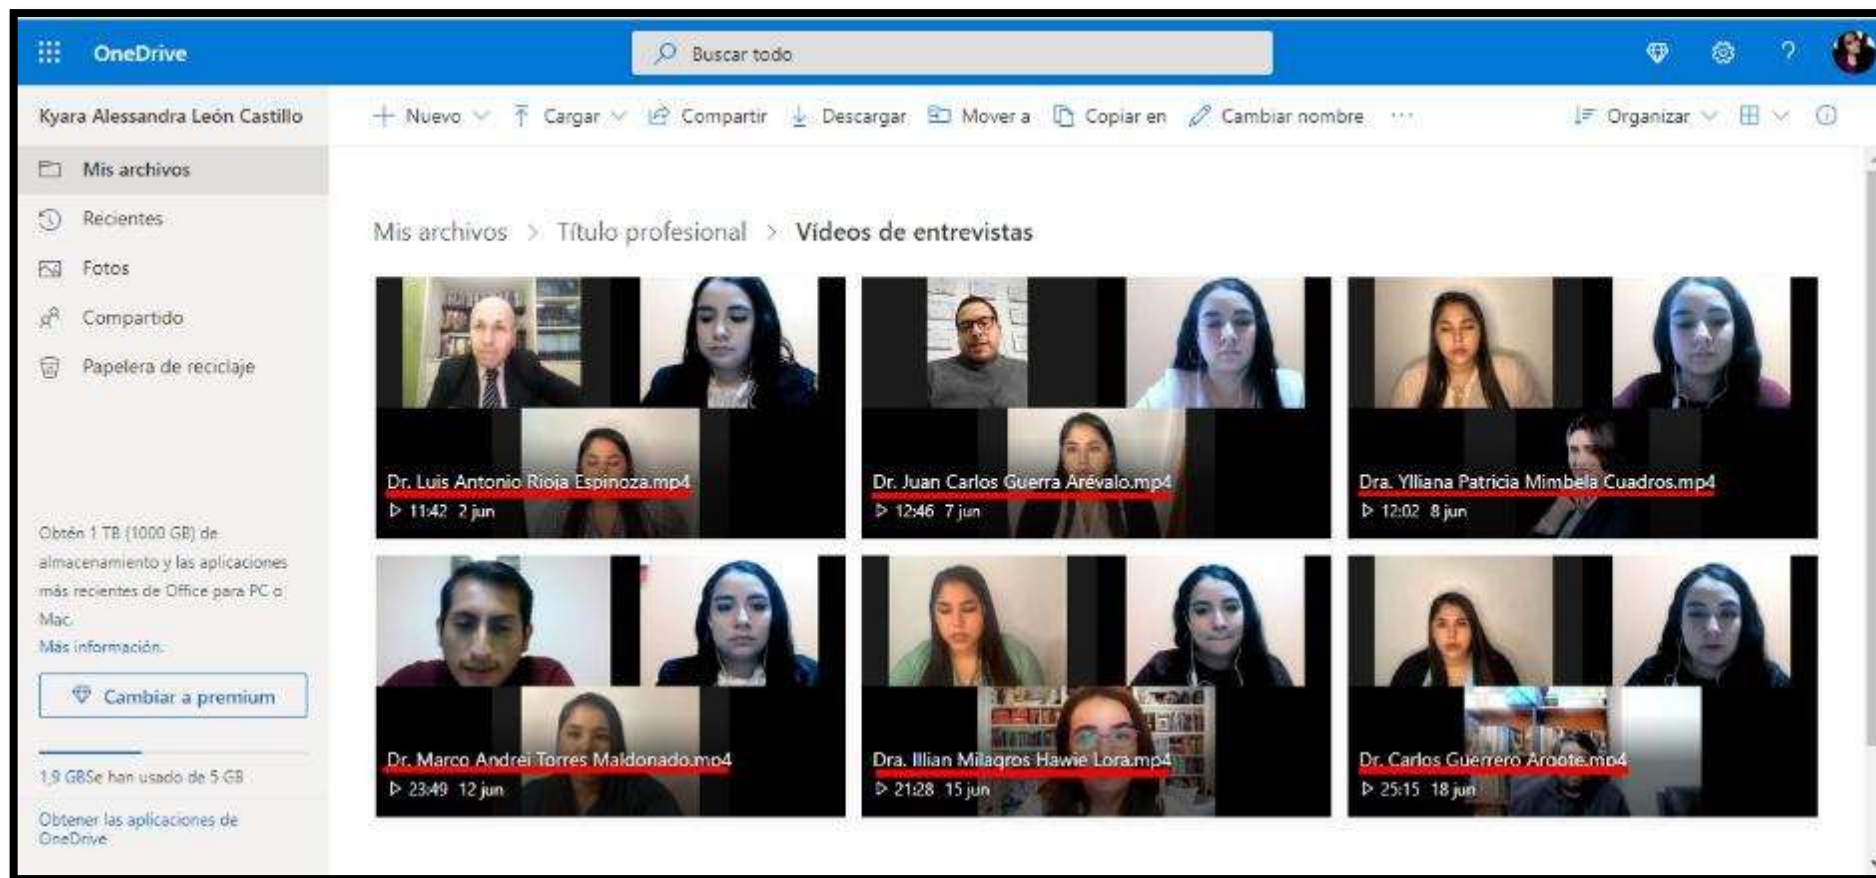 OneDrive
Buscar todo
?
Kyara Alessandra León Castillo
Nuevo
Cargar
Compartir
Descargar
Mover a
Copiar en
Cambiar nombre
...
Organizar
Mis archivos
Recientes
Fotos
Compartido
Papelera de reciclaje
Obtén 1 TB (1000 GB) de
almacenamiento y las aplicaciones
más recientes de Office para PC o
Mac.
Más información.
Cambiar a premium
1,9 GBSe han usado de 5 GB
Obtener las aplicaciones de
OneDrive
Mis archivos > Título profesional > Vídeos de entrevistas
Dr. Luis Antonio Rioja Espinoza.mp4
11:42 2 jun
Dr. Juan Carlos Guerra Arévalo.mp4
12:46 7 jun
Dra. Ylliana Patricia Mimbela Cuadros.mp4
12:02 8 jun
Dr. Marco Andrei Torres Maldonado.mp4
23:49 12 jun
Dra. Illian Milagros Hawie Lora.mp4
21:28 15 jun
Dr. Carlos Guerrero Argote.mp4
25:15 18 jun